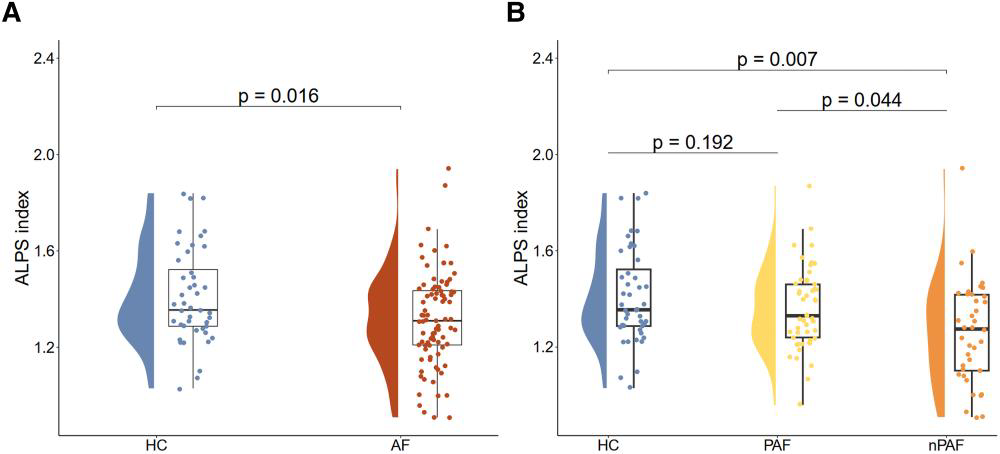 A
2.4
2.0
1.6
1.2
ALPS index
p = 0.016
HC
AF
B
2.4
2.0
1.6
1.2
ALPS index
p = 0.007
p = 0.044
p = 0.192
HC
PAF
nPAF